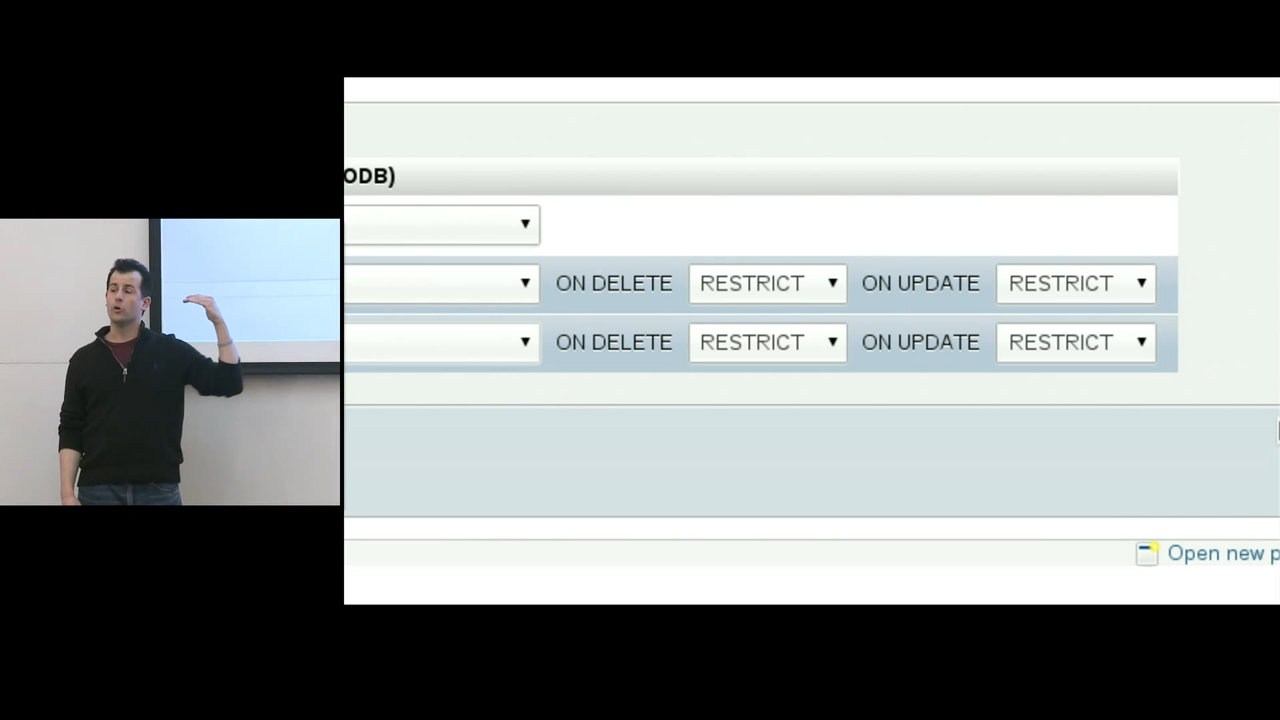 ODB)
ON DELETE RESTRICT ON UPDATE RESTRICT
ON DELETE RESTRICT ON UPDATE RESTRICT
Open new p